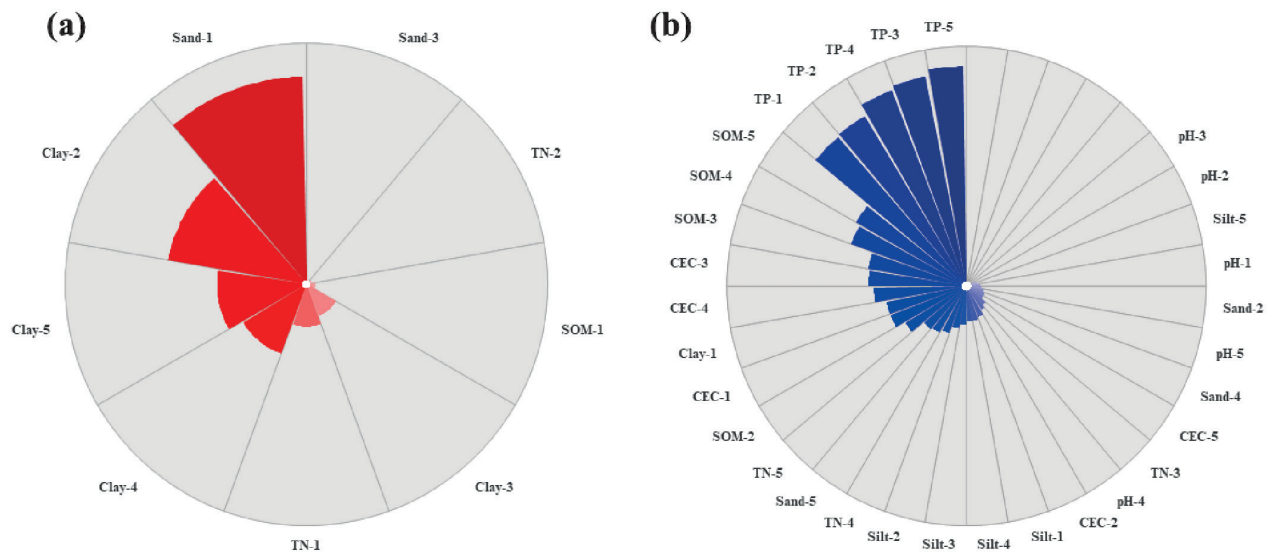 (a)
Sand-1
Sand-3
Clay-2
TN-2
Clay-5
SOM-1
Clay-4
Clay-3
TN-1
(b)
TP-5
TP-3
TP-4
TP-2
TP-1
SOM-5
SOM-4
SOM-3
CEC-3
CEC-4
Clay-1
CEC-1
SOM-2
TN-5
Sand-5
TN-4
Silt-2
Silt-3
Silt-4
Silt-1
CEC-2
pH-4
TN-3
CEC-5
Sand-4
pH-5
Sand-2
pH-1
Silt-5
pH-2
pH-3